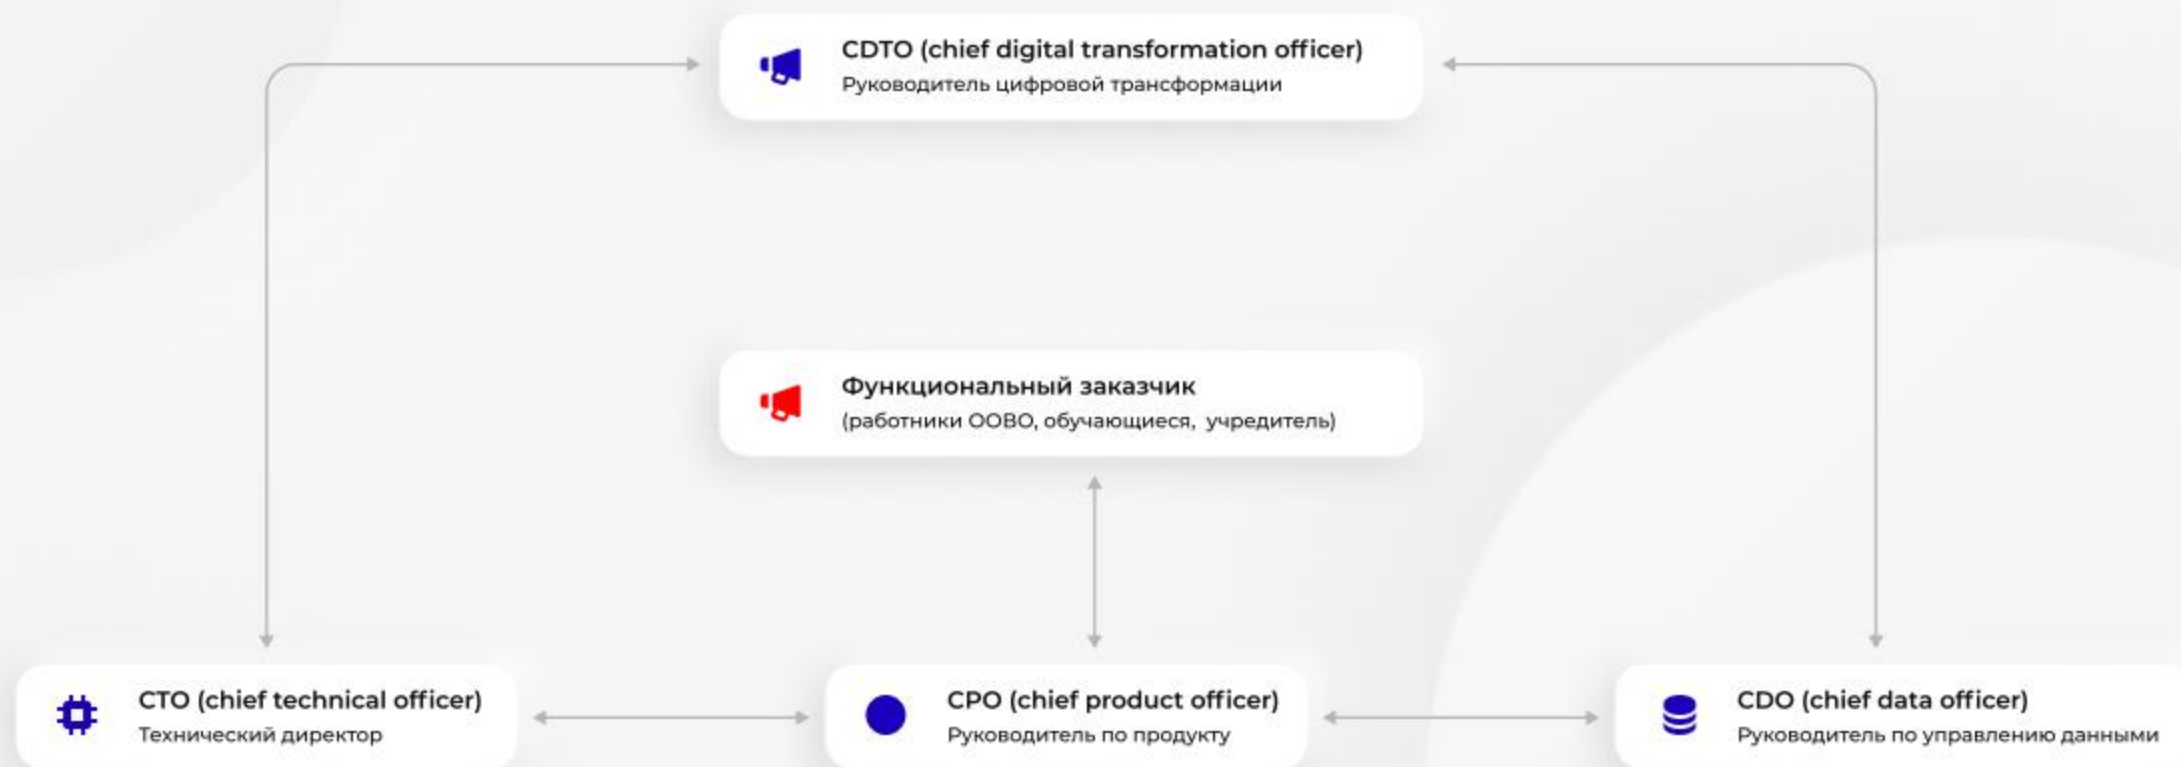 CDTO (chief digital transformation officer)
Руководитель цифровой трансформации
Функциональный заказчик
(работники ООВО, обучающиеся, учредитель)
CTO (chief technical officer)
Технический директор
CPO (chief product officer)
Руководитель по продукту
CDO (chief data officer)
Руководитель по управлению данными